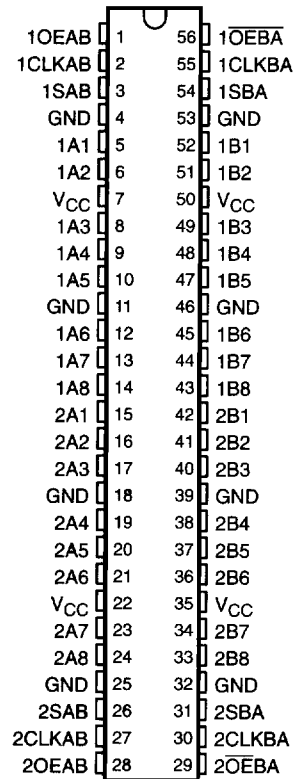 1OEAB 1 56 1OEBA
1CLKAB 2 55 1CLKBA
1SAB 3 54 1SBA
GND 4 53 GND
1A1 5 52 1B1
1A2 6 51 1B2
VCC 7 50 VCC
1A3 8 49 1B3
1A4 9 48 1B4
1A5 10 47 1B5
GND 11 46 GND
1A6 12 45 1B6
1A7 13 44 1B7
1A8 14 43 1B8
2A1 15 42 2B1
2A2 16 41 2B2
2A3 17 40 2B3
GND 18 39 GND
2A4 19 38 2B4
2A5 20 37 2B5
2A6 21 36 2B6
VCC 22 35 VCC
2A7 23 34 2B7
2A8 24 33 2B8
GND 25 32 GND
2SAB 26 31 2SBA
2CLKAB 27 30 2CLKBA
2OEAB 28 29 2OEBA